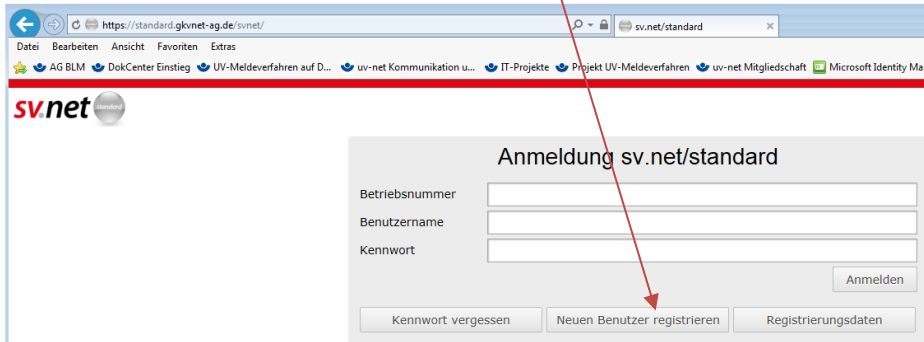 https://standard.gkvnet-ag.de/svnet/
sv.net/standard
Datei Bearbeiten Ansicht Favoriten Extras
AG BLM DokCenter Einstieg UV-Meldeverfahren auf D... uv-net Kommunikation u... IT-Projekte Projekt UV-Meldeverfahren uv-net Mitgliedschaft Microsoft Identity Ma
sv.net standard
Anmeldung sv.net/standard
Betriebsnummer
Benutzername
Kennwort
Anmelden
Kennwort vergessen Neuen Benutzer registrieren Registrierungsdaten